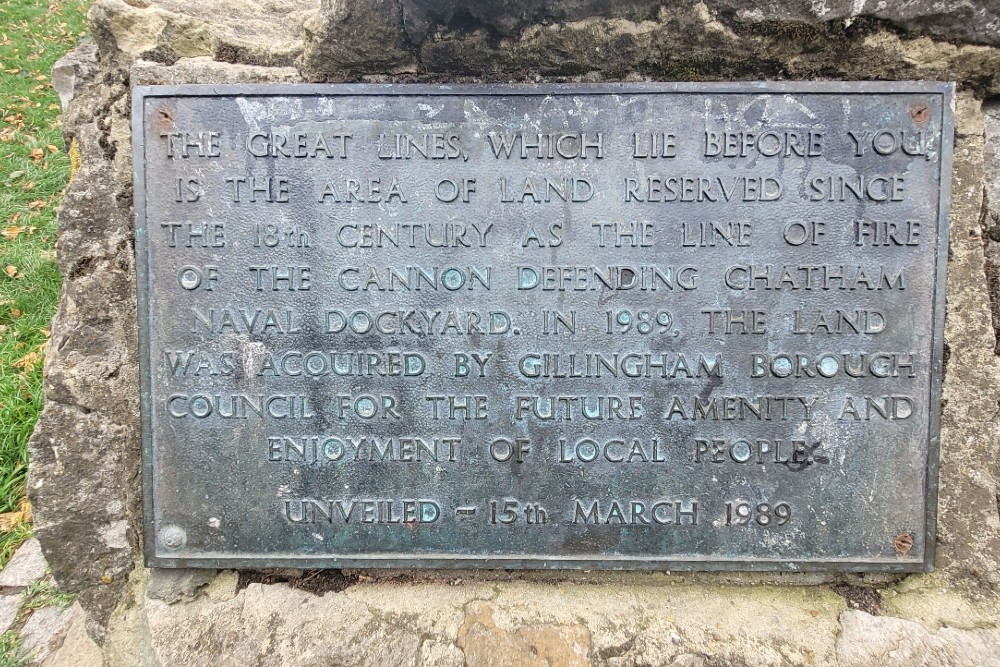 THE GREAT LINES, WHICH LIE BEFORE YOU,
IS THE AREA OF LAND RESERVED SINCE
THE 18th CENTURY AS THE LINE OF FIRE
OF THE CANNON DEFENDING CHATHAM
NAVAL DOCKYARD. IN 1989, THE LAND
WAS ACQUIRED BY GILLINGHAM BOROUGH
COUNCIL FOR THE FUTURE AMENITY AND
ENJOYMENT OF LOCAL PEOPLE.
UNVEILED - 15th MARCH 1989